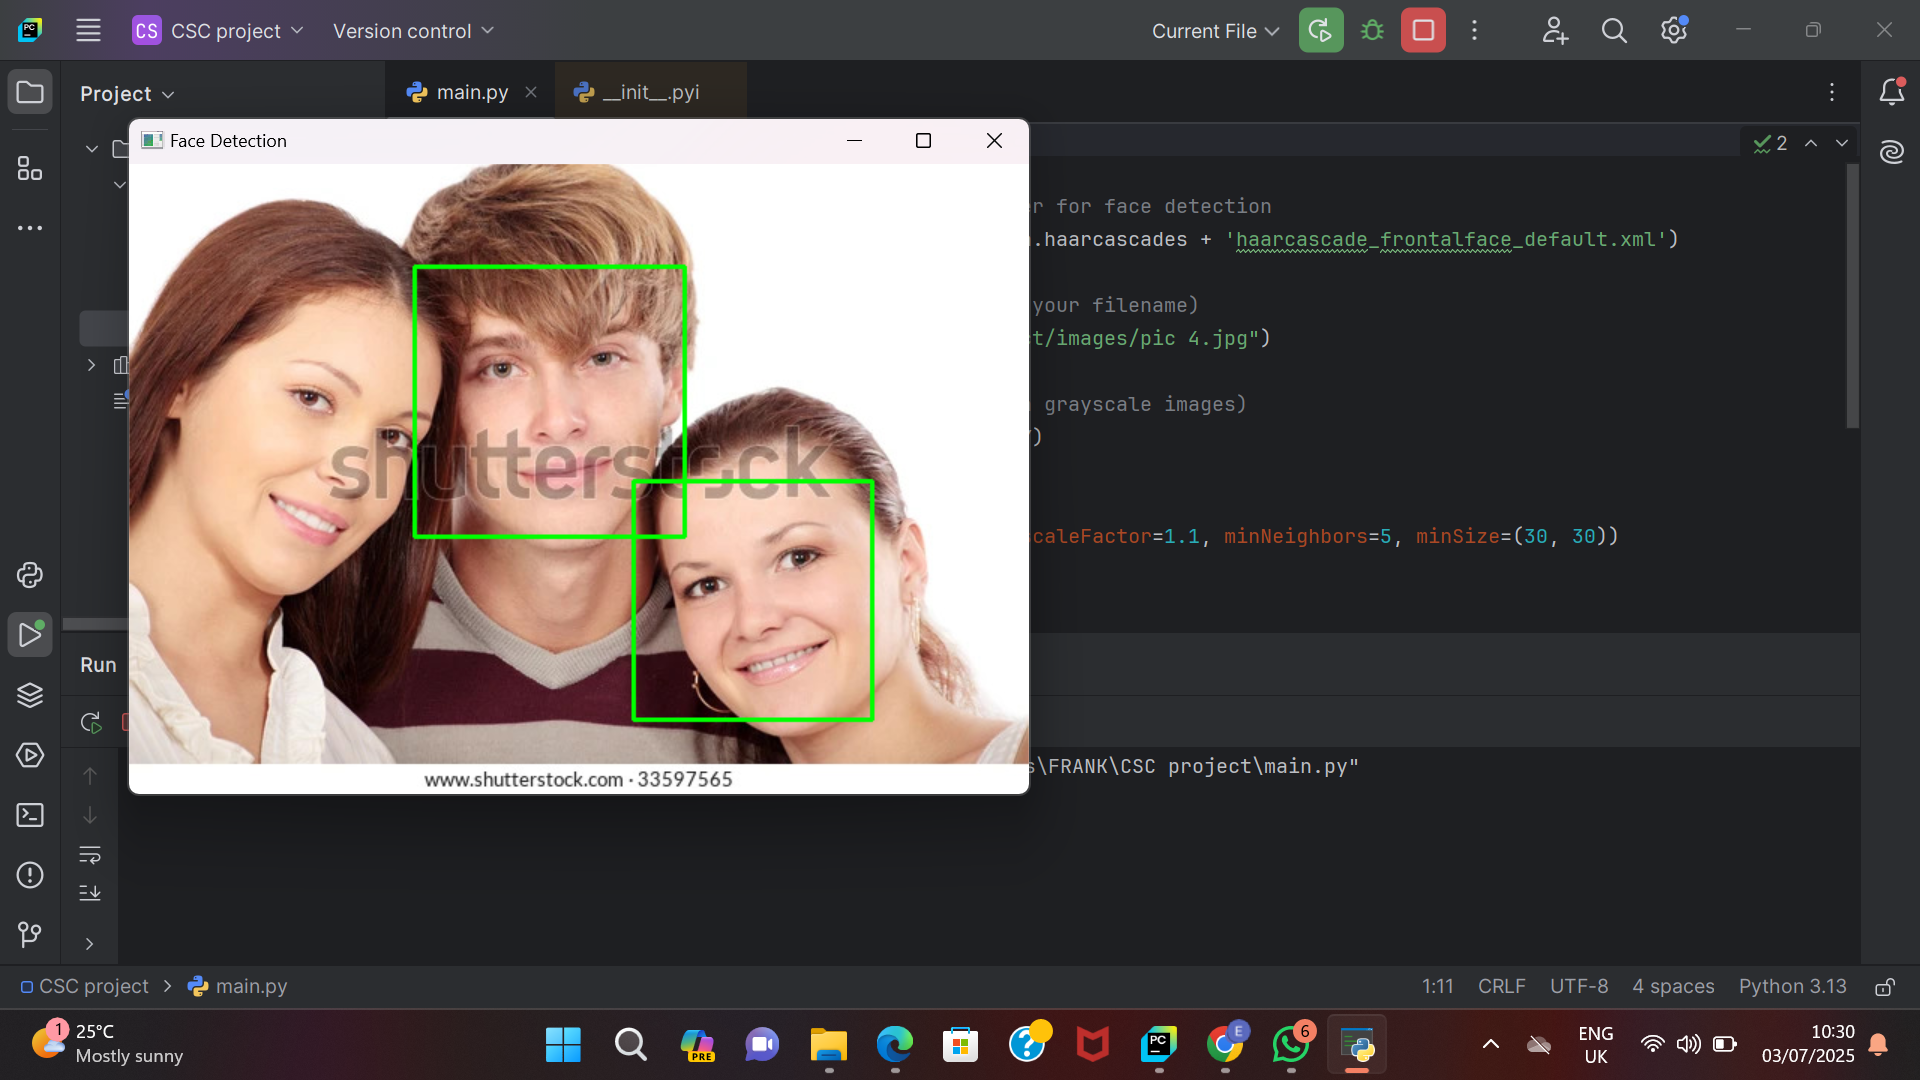 CS CSC project Version control Current File
Project
main.py
__init__.pyi
Face Detection
2
r for face detection
.haarcascades + 'haarcascade_frontalface_default.xml')
your filename)
t/images/pic 4.jpg")
grayscale images)
)
caleFactor=1.1, minNeighbors=5, minSize=(30, 30))
shutterstock
www.shutterstock.com · 33597565
Run
s\FRANK\CSC project\main.py"
CSC project > main.py
1:11 CRLF UTF-8 4 spaces Python 3.13
1
25°C
Mostly sunny
PRE
PC
E
6
ENG
UK
10:30
03/07/2025